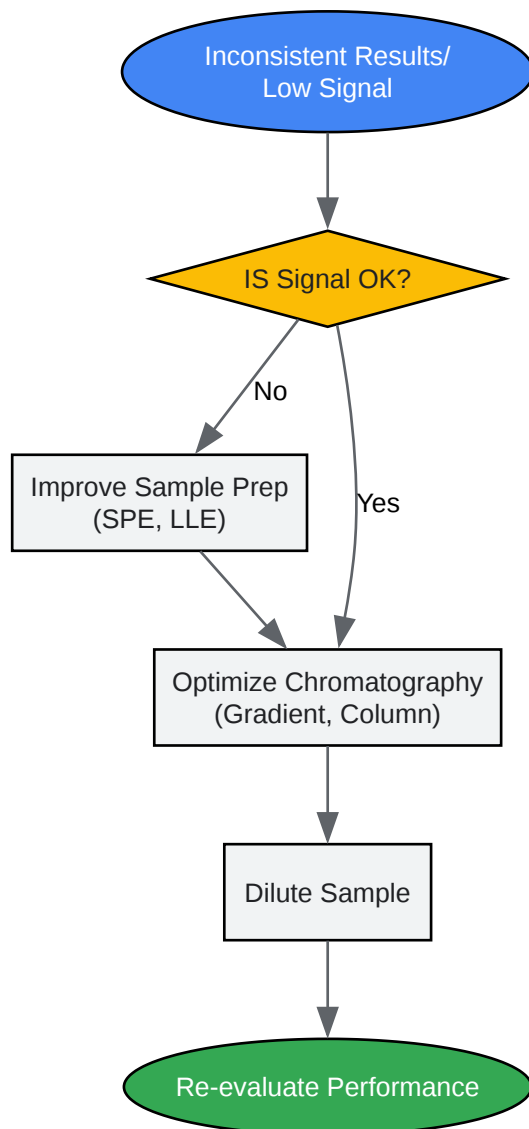 Inconsistent Results/
Low Signal
IS Signal OK?
No
Improve Sample Prep
(SPE, LLE)
Yes
Optimize Chromatography
(Gradient, Column)
Dilute Sample
Re-evaluate Performance